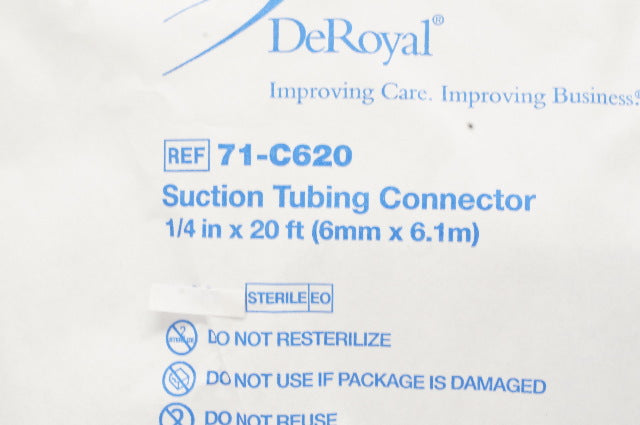 DeRoyal®
Improving Care. Improving Business.®
REF 71-C620
Suction Tubing Connector
1/4 in x 20 ft (6mm x 6.1m)
STERILE EO
DO NOT RESTERILIZE
DO NOT USE IF PACKAGE IS DAMAGED
DO NOT REUSE